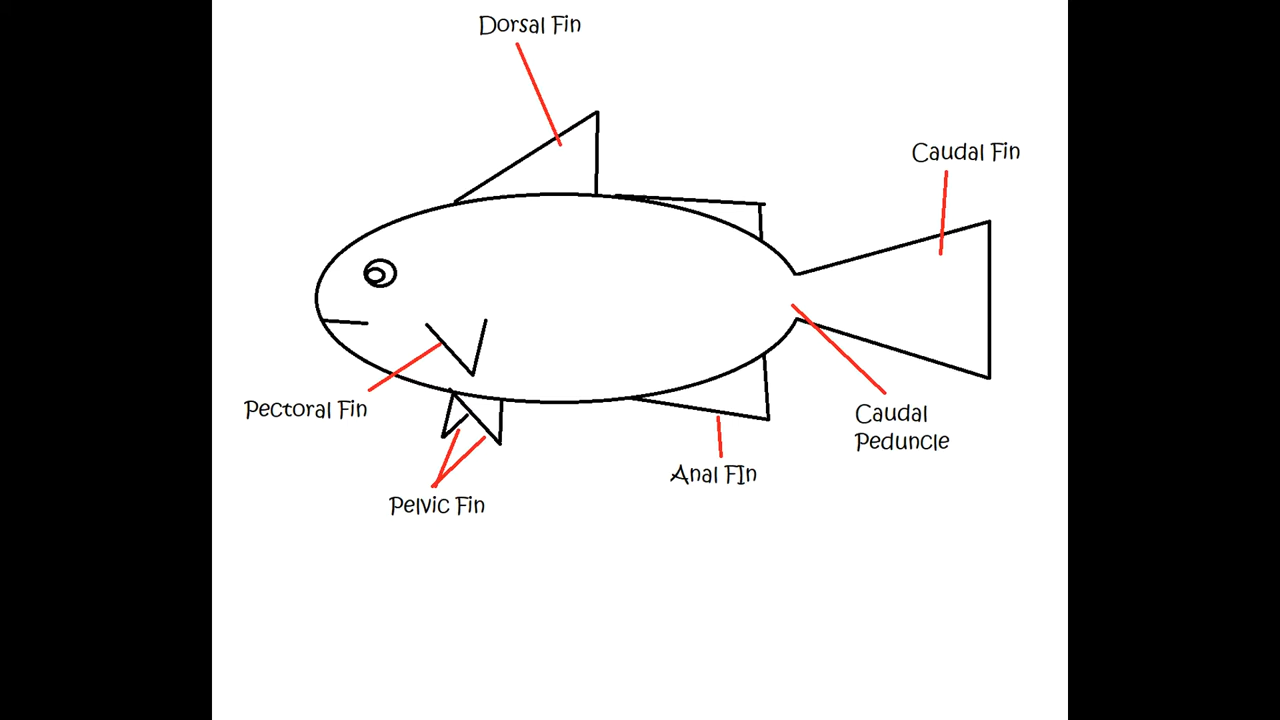 Dorsal Fin
Caudal Fin
Pectoral Fin
Caudal
Peduncle
Anal FIn
Pelvic Fin